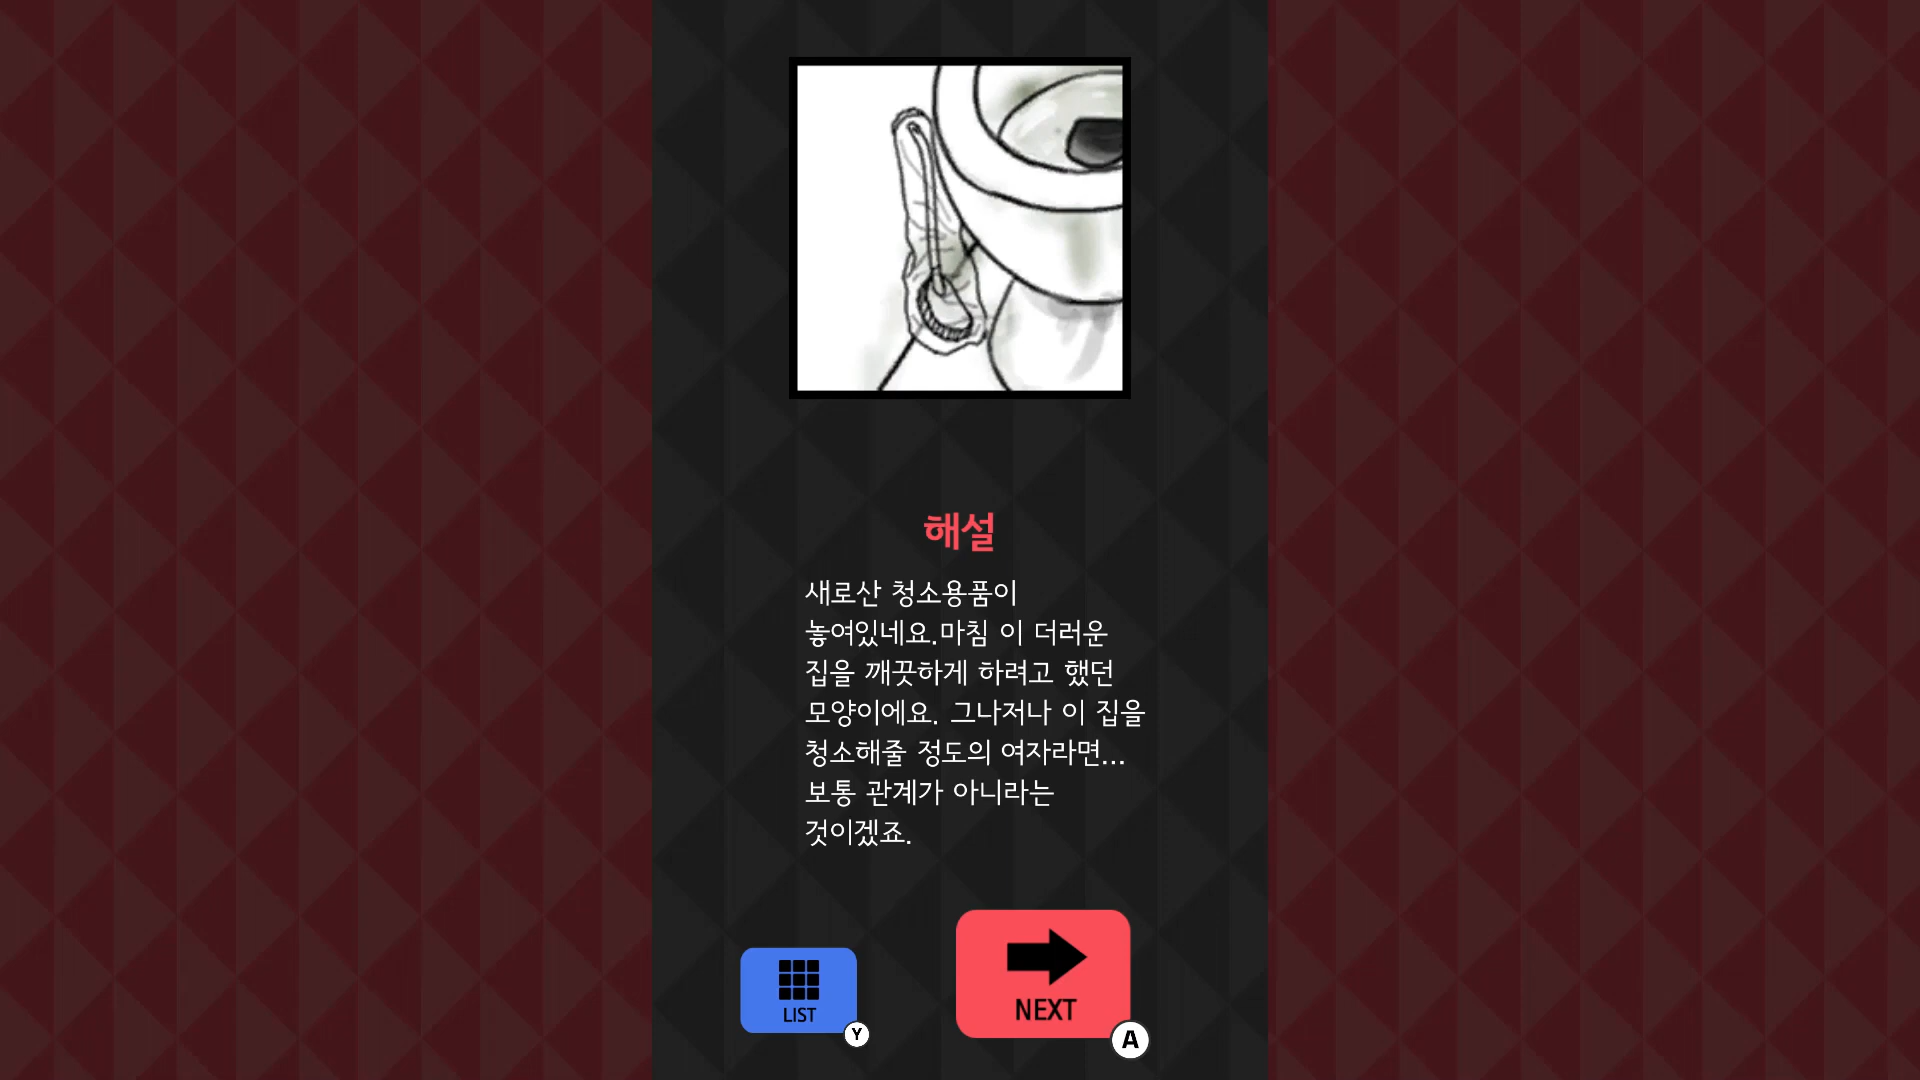 해설
새로산 청소용품이
놓여있네요.마침 이 더러운
집을 깨끗하게 하려고 했던
모양이에요. 그나저나 이 집을
청소해줄 정도의 여자라면...
보통 관계가 아니라는
것이겠죠.
LIST
Y
NEXT
A